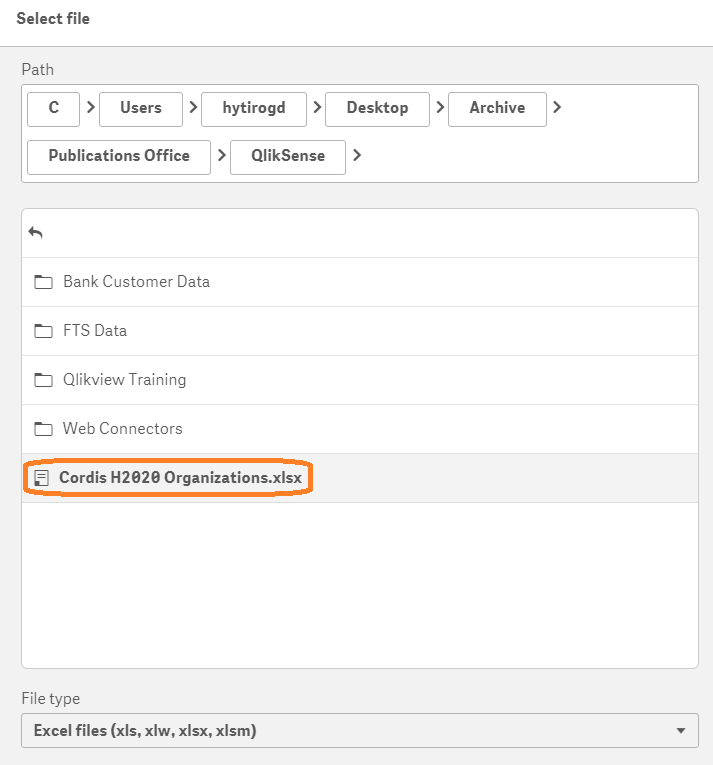 Select file
Path
C > Users > hytirogd > Desktop > Archive >
Publications Office > QlikSense >
Bank Customer Data
FTS Data
Qlikview Training
Web Connectors
Cordis H2020 Organizations.xlsx
File type
Excel files (xls, xlw, xlsx, xlsm)